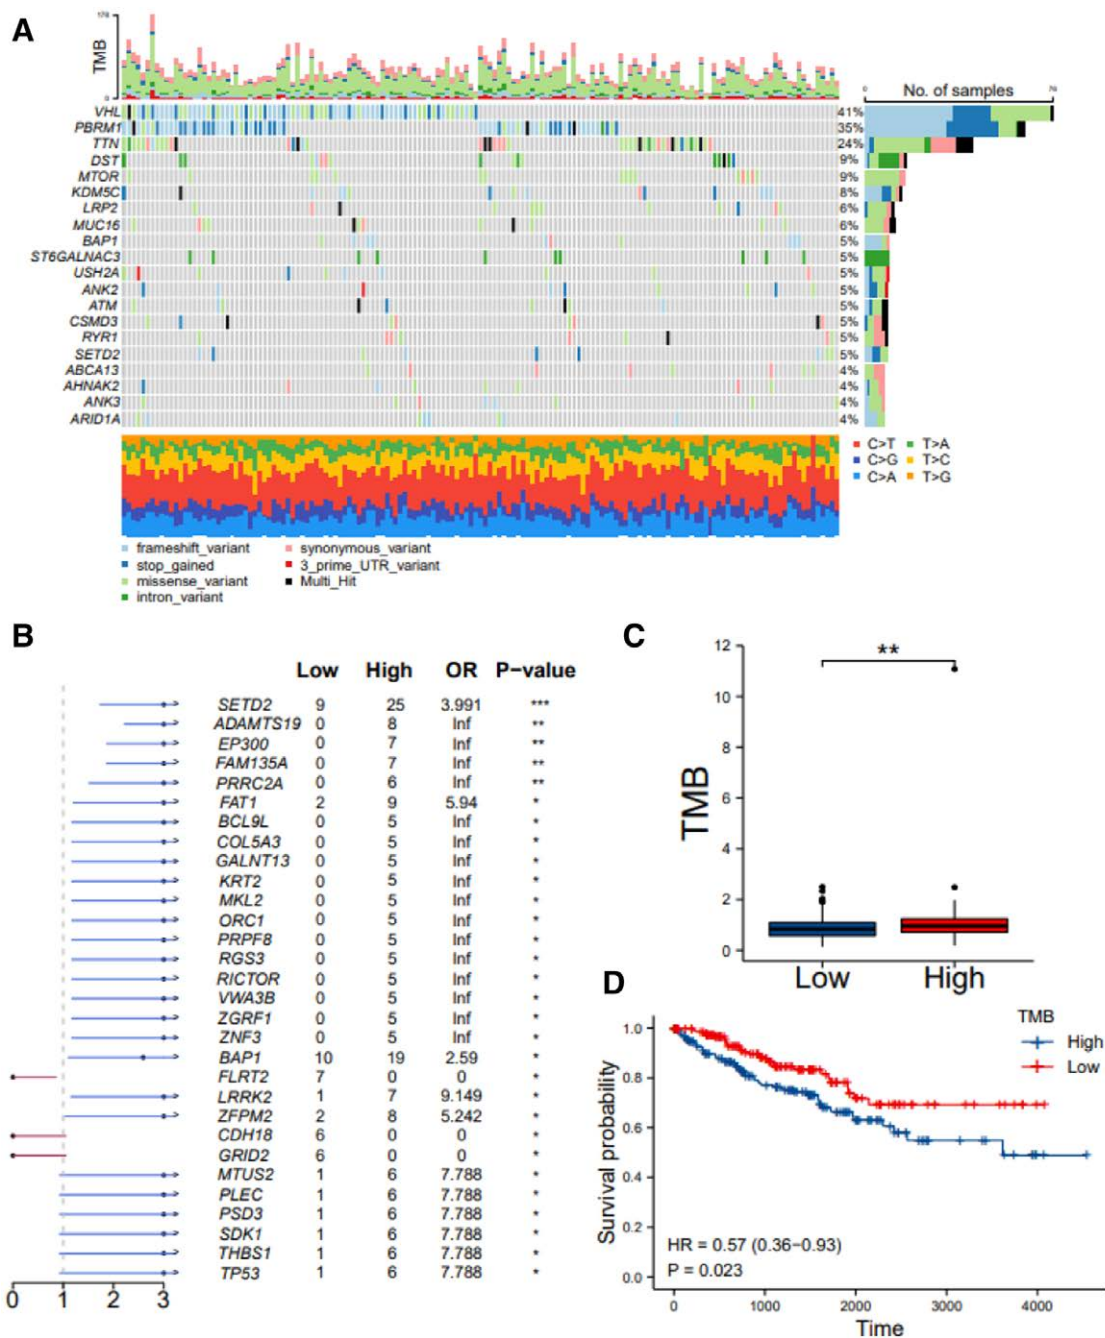 A
178
TMB
0
0 No. of samples 76
VHL 41%
PBRM1 35%
TTN 24%
DST 9%
MTOR 9%
KDM5C 8%
LRP2 6%
MUC16 6%
BAP1 5%
ST6GALNAC3 5%
USH2A 5%
ANK2 5%
ATM 5%
CSMD3 5%
RYR1 5%
SETD2 5%
ABCA13 4%
AHNAK2 4%
ANK3 4%
ARID1A 4%
C>T T>A
C>G T>C
C>A T>G
frameshift_variant synonymous_variant
stop_gained 3_prime_UTR_variant
missense_variant Multi_Hit
intron_variant
B
Low High OR P-value
SETD2 9 25 3.991 ***
ADAMTS19 0 8 Inf **
EP300 0 7 Inf **
FAM135A 0 7 Inf **
PRRC2A 0 6 Inf **
FAT1 2 9 5.94 *
BCL9L 0 5 Inf *
COL5A3 0 5 Inf *
GALNT13 0 5 Inf *
KRT2 0 5 Inf *
MKL2 0 5 Inf *
ORC1 0 5 Inf *
PRPF8 0 5 Inf *
RGS3 0 5 Inf *
RICTOR 0 5 Inf *
VWA3B 0 5 Inf *
ZGRF1 0 5 Inf *
ZNF3 0 5 Inf *
BAP1 10 19 2.59 *
FLRT2 7 0 0 *
LRRK2 1 7 9.149 *
ZFPM2 2 8 5.242 *
CDH18 6 0 0 *
GRID2 6 0 0 *
MTUS2 1 6 7.788 *
PLEC 1 6 7.788 *
PSD3 1 6 7.788 *
SDK1 1 6 7.788 *
THBS1 1 6 7.788 *
TP53 1 6 7.788 *
0 1 2 3
C
12
10
8
6
4
2
0
TMB
**
Low High
D
1.0
0.8
0.6
0.4
0.2
0.0
Survival probability
TMB
High
Low
HR = 0.57 (0.36−0.93)
P = 0.023
0 1000 2000 3000 4000
Time